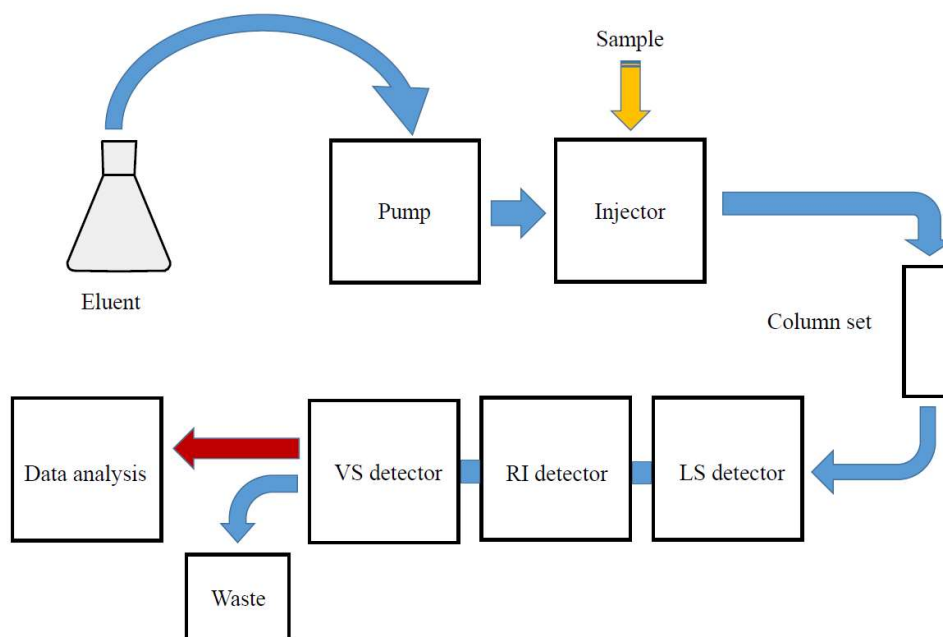 Sample
Pump
Injector
Eluent
Column set
Data analysis
VS detector
RI detector
LS detector
Waste